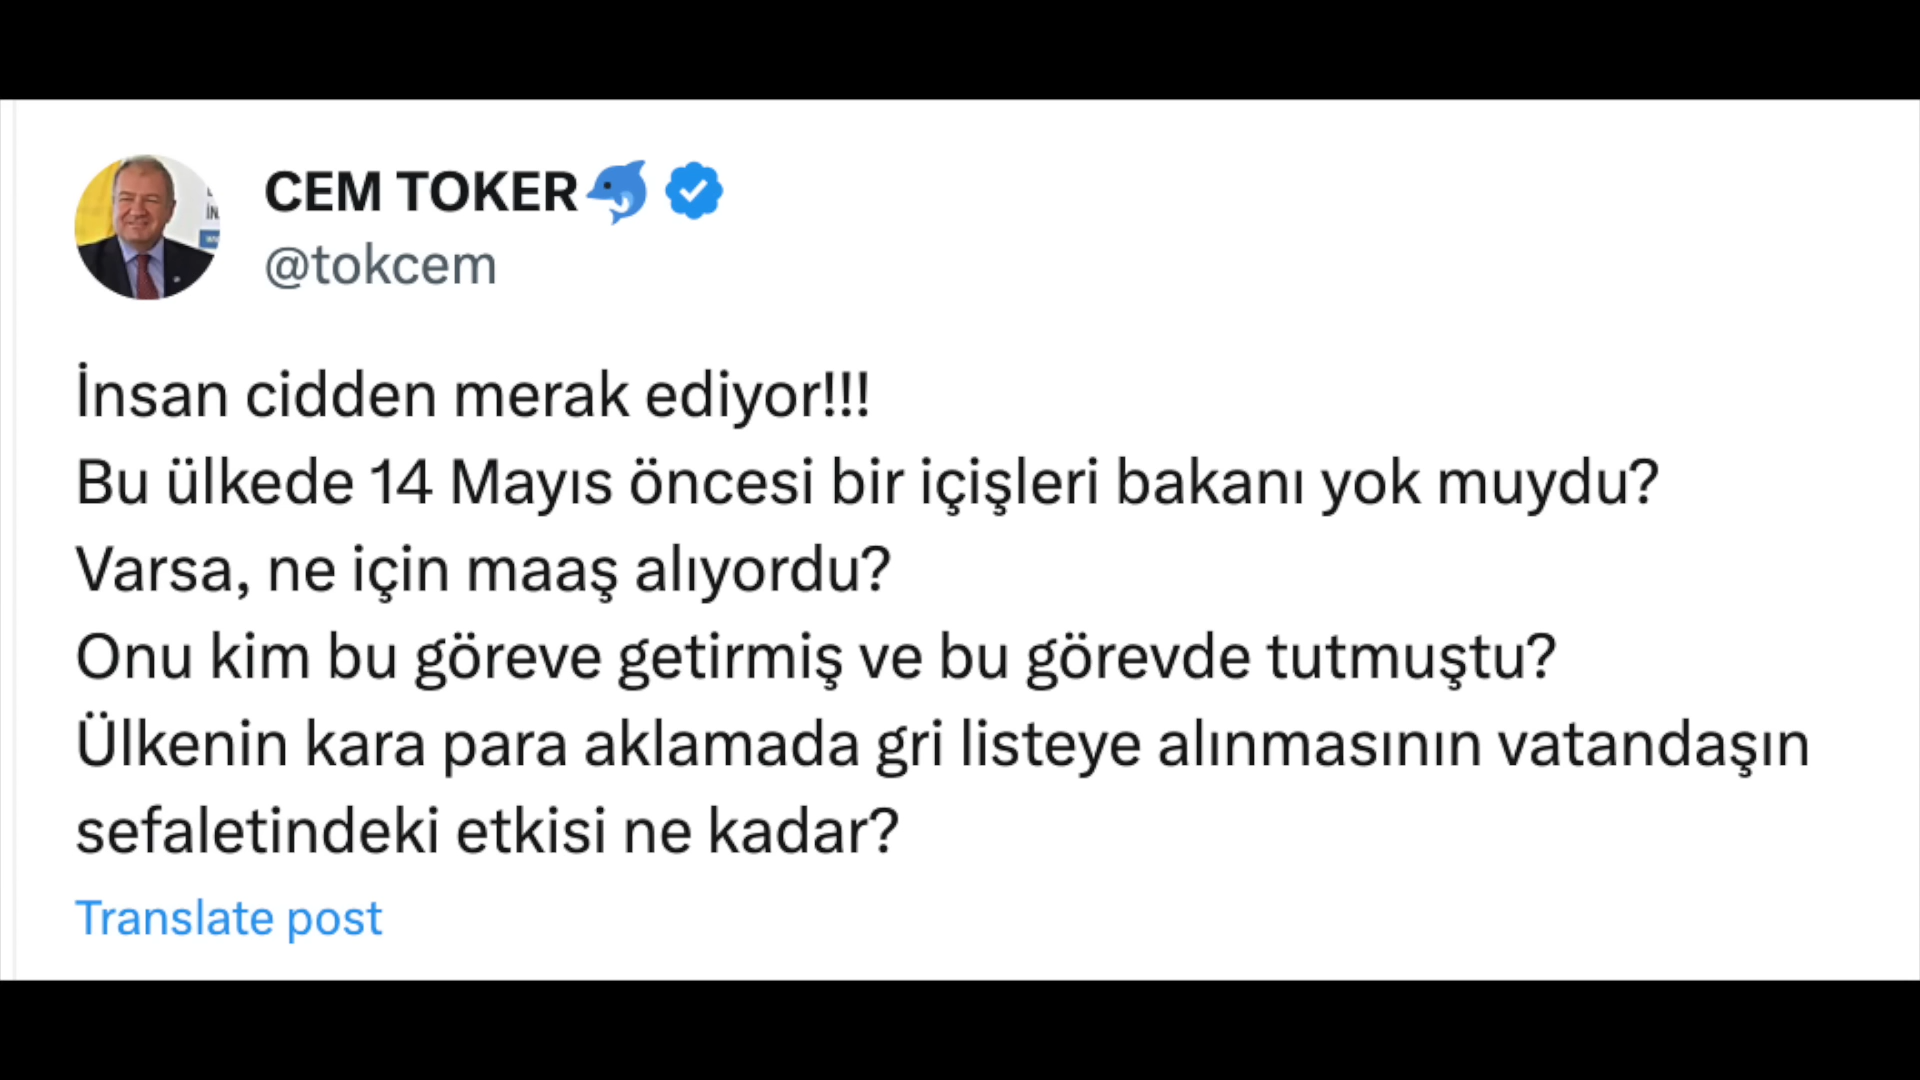 CEM TOKER🐬
@tokcem
İnsan cidden merak ediyor!!!
Bu ülkede 14 Mayıs öncesi bir içişleri bakanı yok muydu?
Varsa, ne için maaş alıyordu?
Onu kim bu göreve getirmiş ve bu görevde tutmuştu?
Ülkenin kara para aklamada gri listeye alınmasının vatandaşın
sefaletindeki etkisi ne kadar?
Translate post